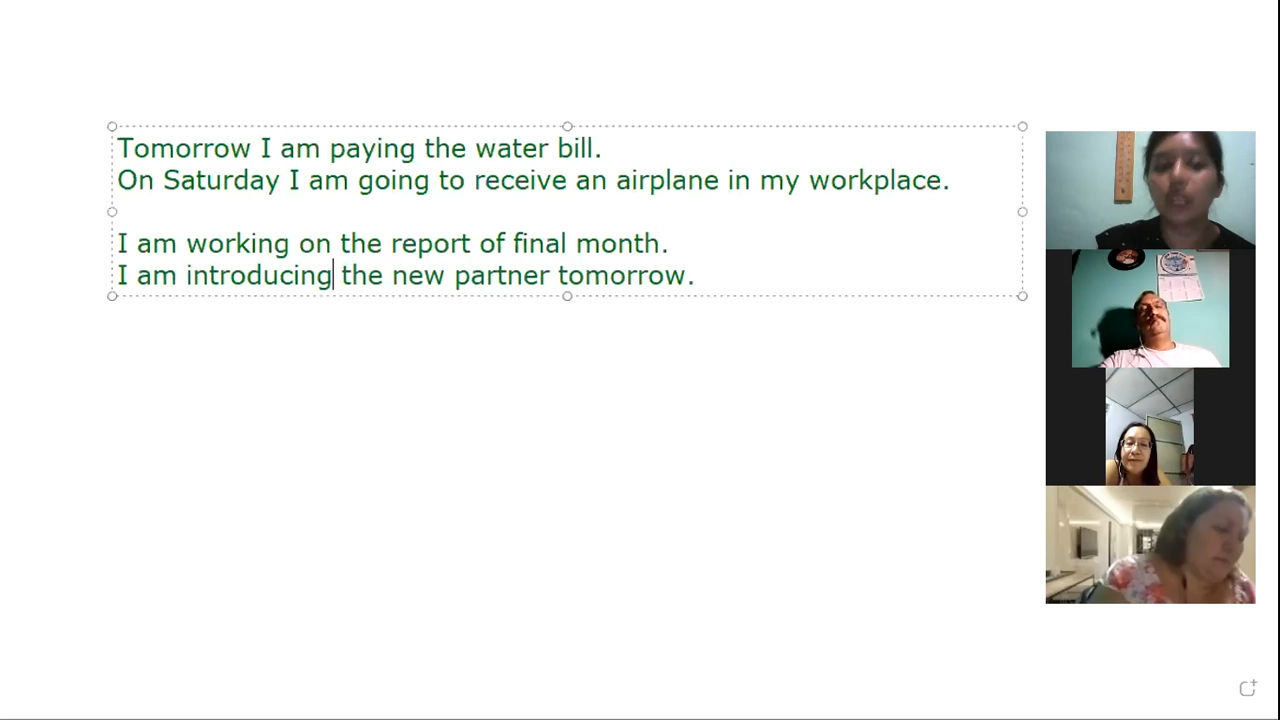 Tomorrow I am paying the water bill.
On Saturday I am going to receive an airplane in my workplace.
I am working on the report of final month.
I am introducing the new partner tomorrow.